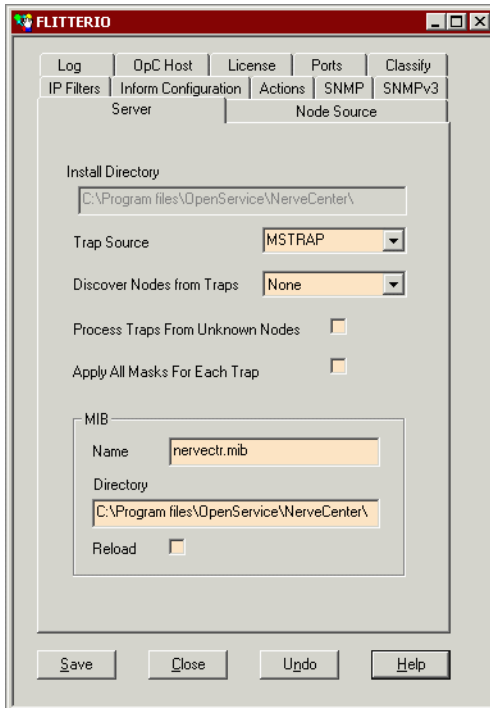 FLITTERIO
Log OpC Host License Ports Classify
IP Filters Inform Configuration Actions SNMP SNMPv3
Server Node Source
Install Directory
C:\Program files\OpenService\NerveCenter\
Trap Source MSTRAP
Discover Nodes from Traps None
Process Traps From Unknown Nodes
Apply All Masks For Each Trap
MIB
Name nervectr.mib
Directory
C:\Program files\OpenService\NerveCenter\
Reload
Save Close Undo Help